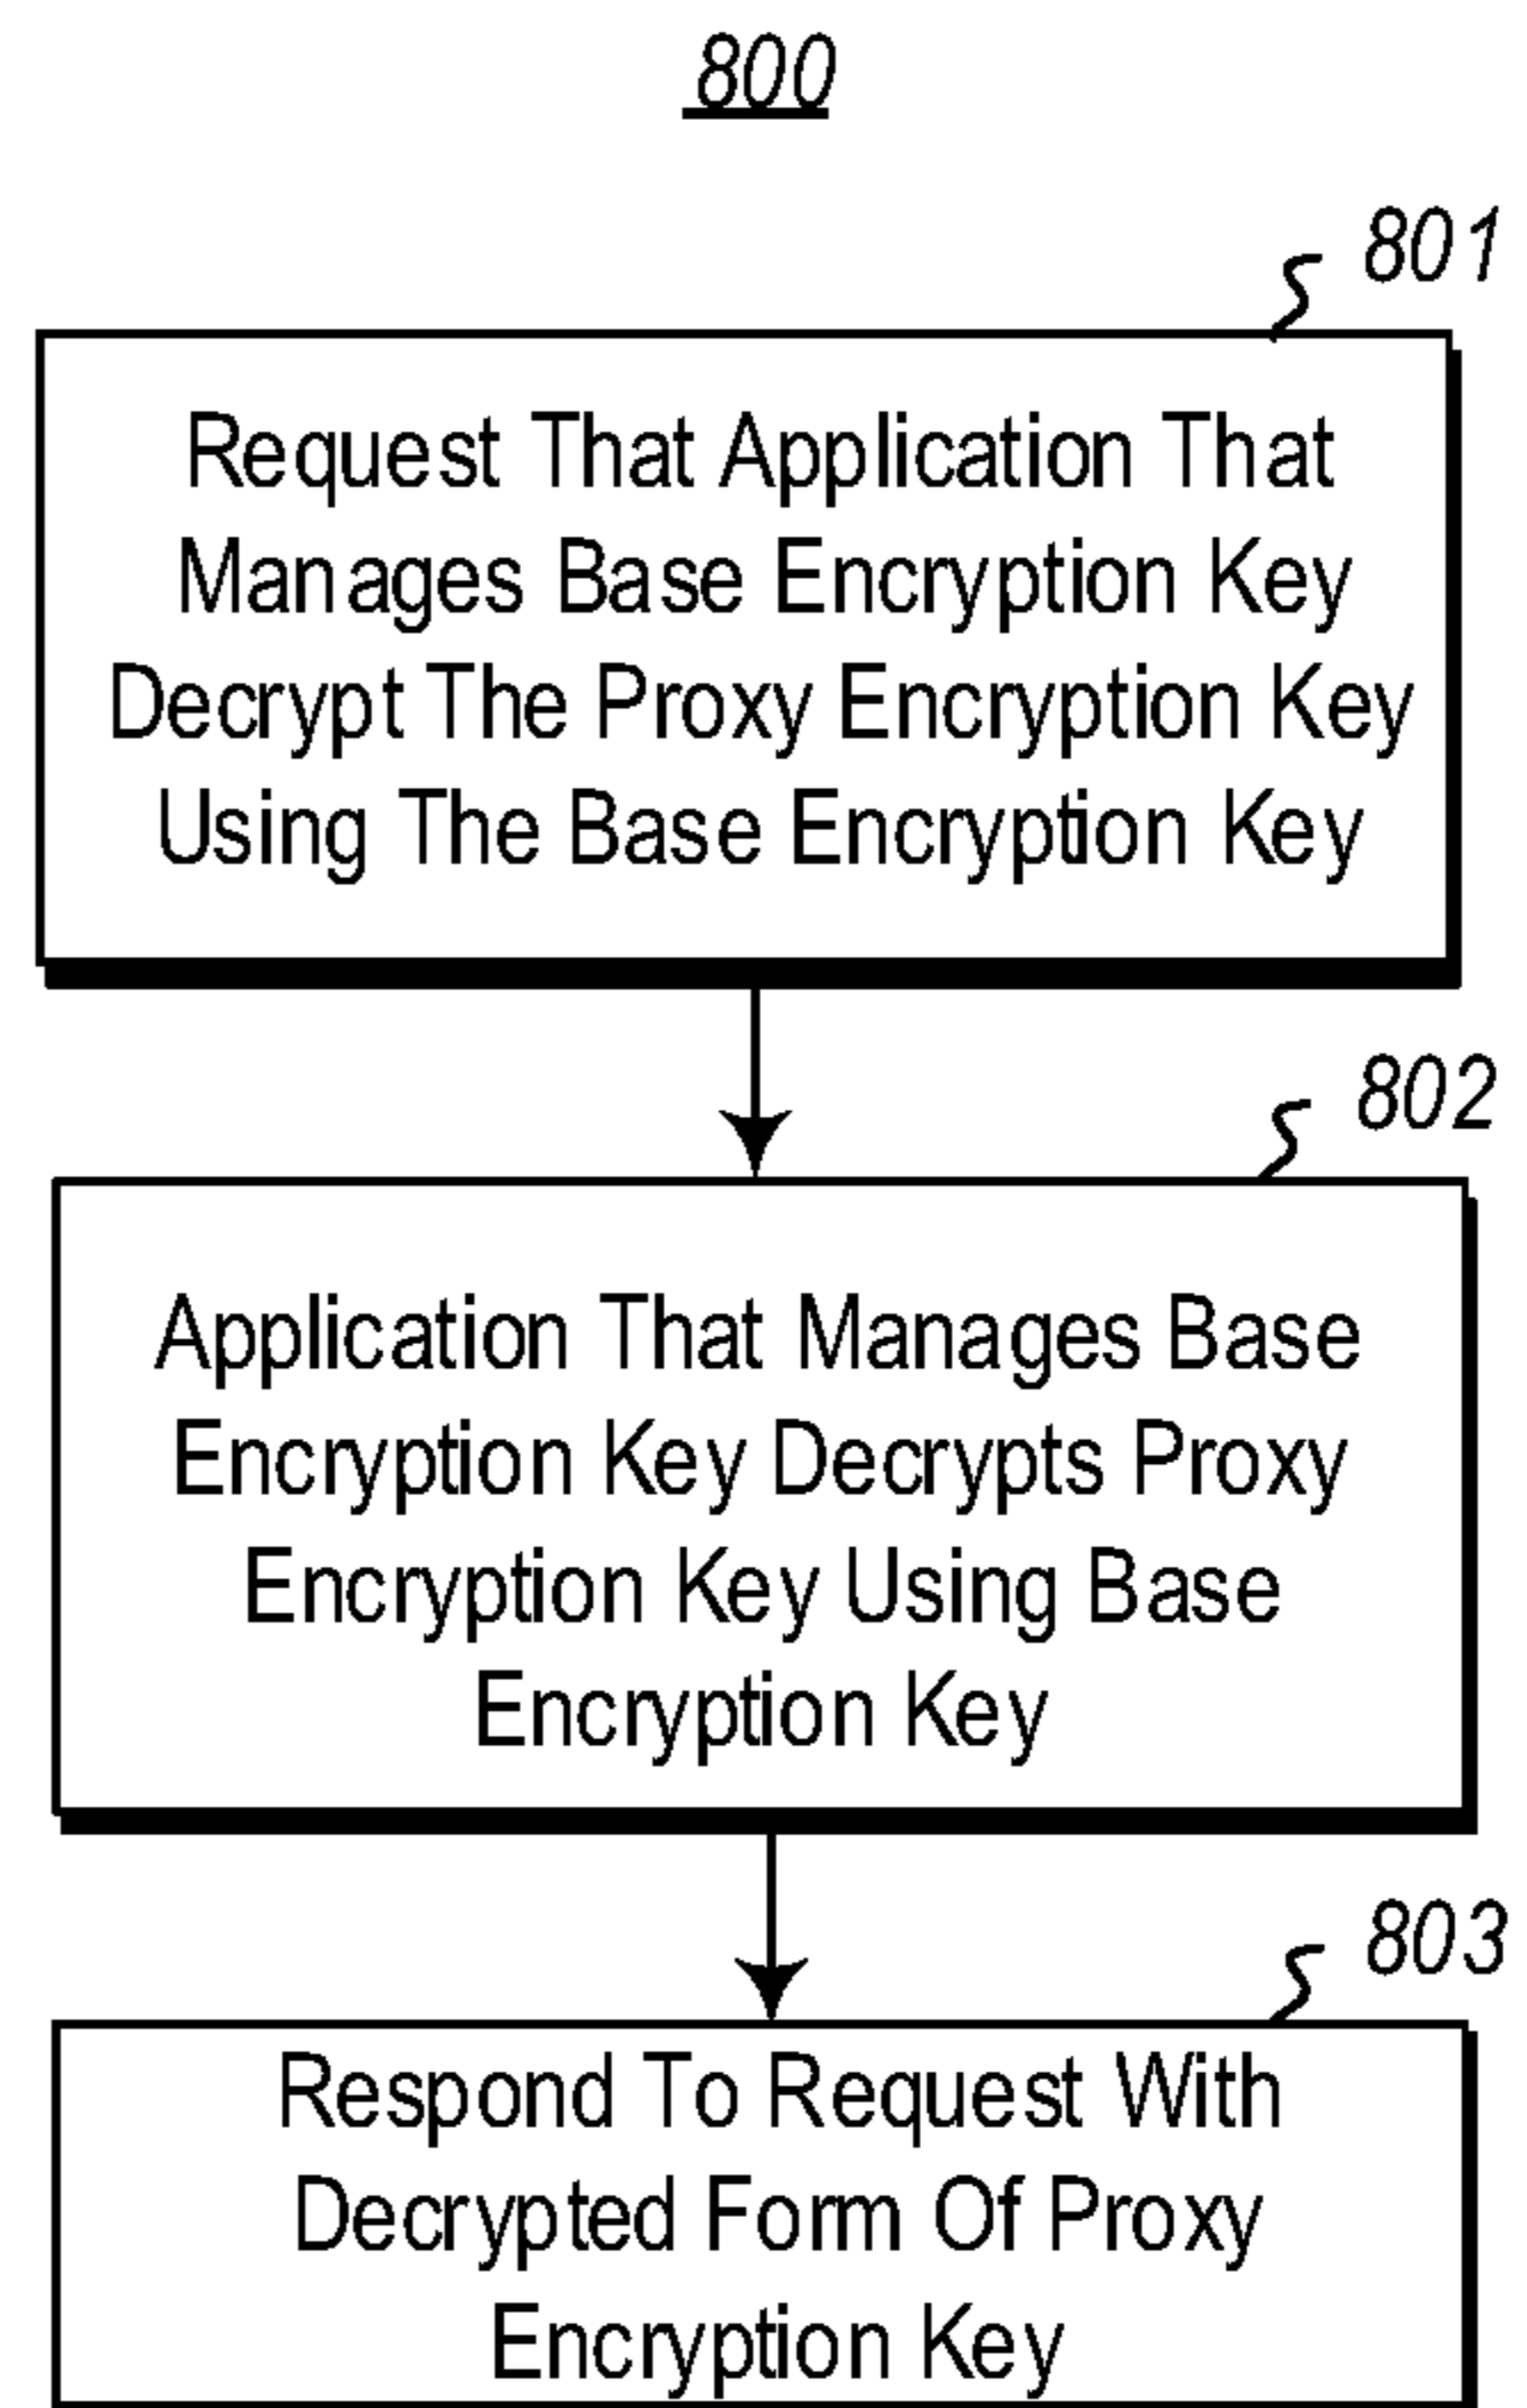 800
801
Request That Application That
Manages Base Encryption Key
Decrypt The Proxy Encryption Key
Using The Base Encryption Key
802
Application That Manages Base
Encryption Key Decrypts Proxy
Encryption Key Using Base
Encryption Key
803
Respond To Request With
Decrypted Form Of Proxy
Encryption Key